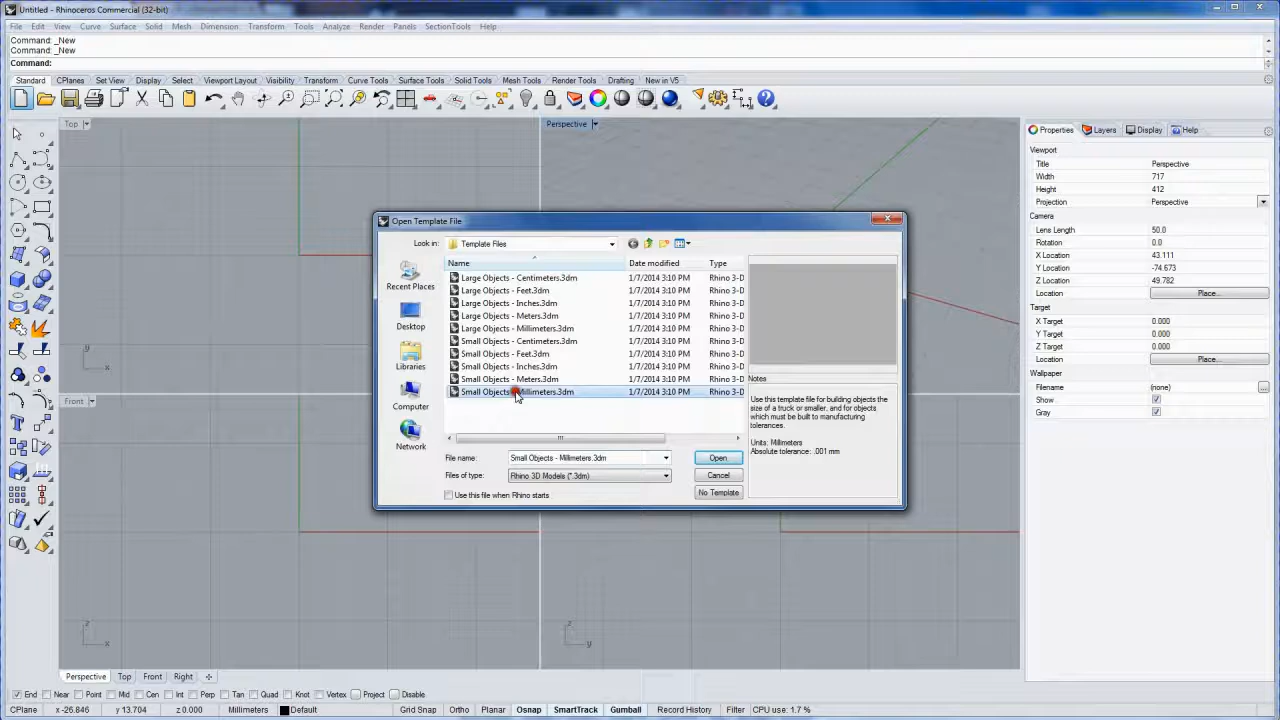 Untitled - Rhinoceros Commercial (32-bit)
File Edit View Curve Surface Solid Mesh Dimension Transform Tools Analyze Render Panels SectionTools Help
Command: _New
Command: _New
Command:
Standard CPlanes Set View Display Select Viewport Layout Visibility Transform Curve Tools Surface Tools Solid Tools Mesh Tools Render Tools Drafting New in V5
Top
Perspective
Properties Layers Display Help
Viewport
Title Perspective
Width 717
Height 412
Projection Perspective
Camera
Lens Length 50.0
Rotation 0.0
X Location 43.111
Y Location -74.673
Z Location 49.782
Location Place...
Target
X Target 0.000
Y Target 0.000
Z Target 0.000
Location Place...
Wallpaper
Filename (none) ...
Show
Gray
Open Template File
Look in: Template Files
Name Date modified Type
Large Objects - Centimeters.3dm 1/7/2014 3:10 PM Rhino 3-D
Large Objects - Feet.3dm 1/7/2014 3:10 PM Rhino 3-D
Large Objects - Inches.3dm 1/7/2014 3:10 PM Rhino 3-D
Large Objects - Meters.3dm 1/7/2014 3:10 PM Rhino 3-D
Large Objects - Millimeters.3dm 1/7/2014 3:10 PM Rhino 3-D
Small Objects - Centimeters.3dm 1/7/2014 3:10 PM Rhino 3-D
Small Objects - Feet.3dm 1/7/2014 3:10 PM Rhino 3-D
Small Objects - Inches.3dm 1/7/2014 3:10 PM Rhino 3-D
Small Objects - Meters.3dm 1/7/2014 3:10 PM Rhino 3-D
Small Objects Millimeters.3dm 1/7/2014 3:10 PM Rhino 3-D
Recent Places
Desktop
Libraries
Computer
Network
Notes
Use this template file for building objects the
size of a truck or smaller, and for objects
which must be built to manufacturing
tolerances.
Units: Millimeters
Absolute tolerance: .001 mm
File name: Small Objects - Millimeters.3dm Open
Files of type: Rhino 3D Models (*.3dm) Cancel
Use this file when Rhino starts No Template
y
x
Front
z
x
z
y
Perspective Top Front Right
End Near Point Mid Cen Int Perp Tan Quad Knot Vertex Project Disable
CPlane x -26.846 y 13.704 z 0.000 Millimeters Default Grid Snap Ortho Planar Osnap SmartTrack Gumball Record History Filter CPU use: 1.7 %